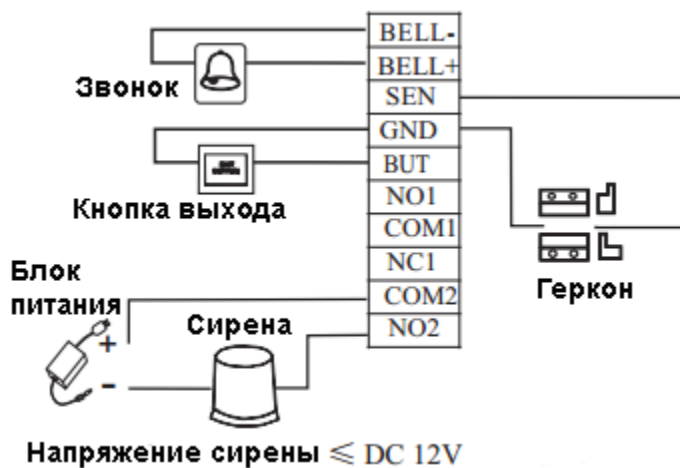 BELL-
BELL+
Звонок
SEN
GND
BUT
Кнопка выхода
NO1
COM1
NC1
Геркон
Блок
питания
COM2
Сирена
NO2
+
-
Напряжение сирены ⩽ DC 12V